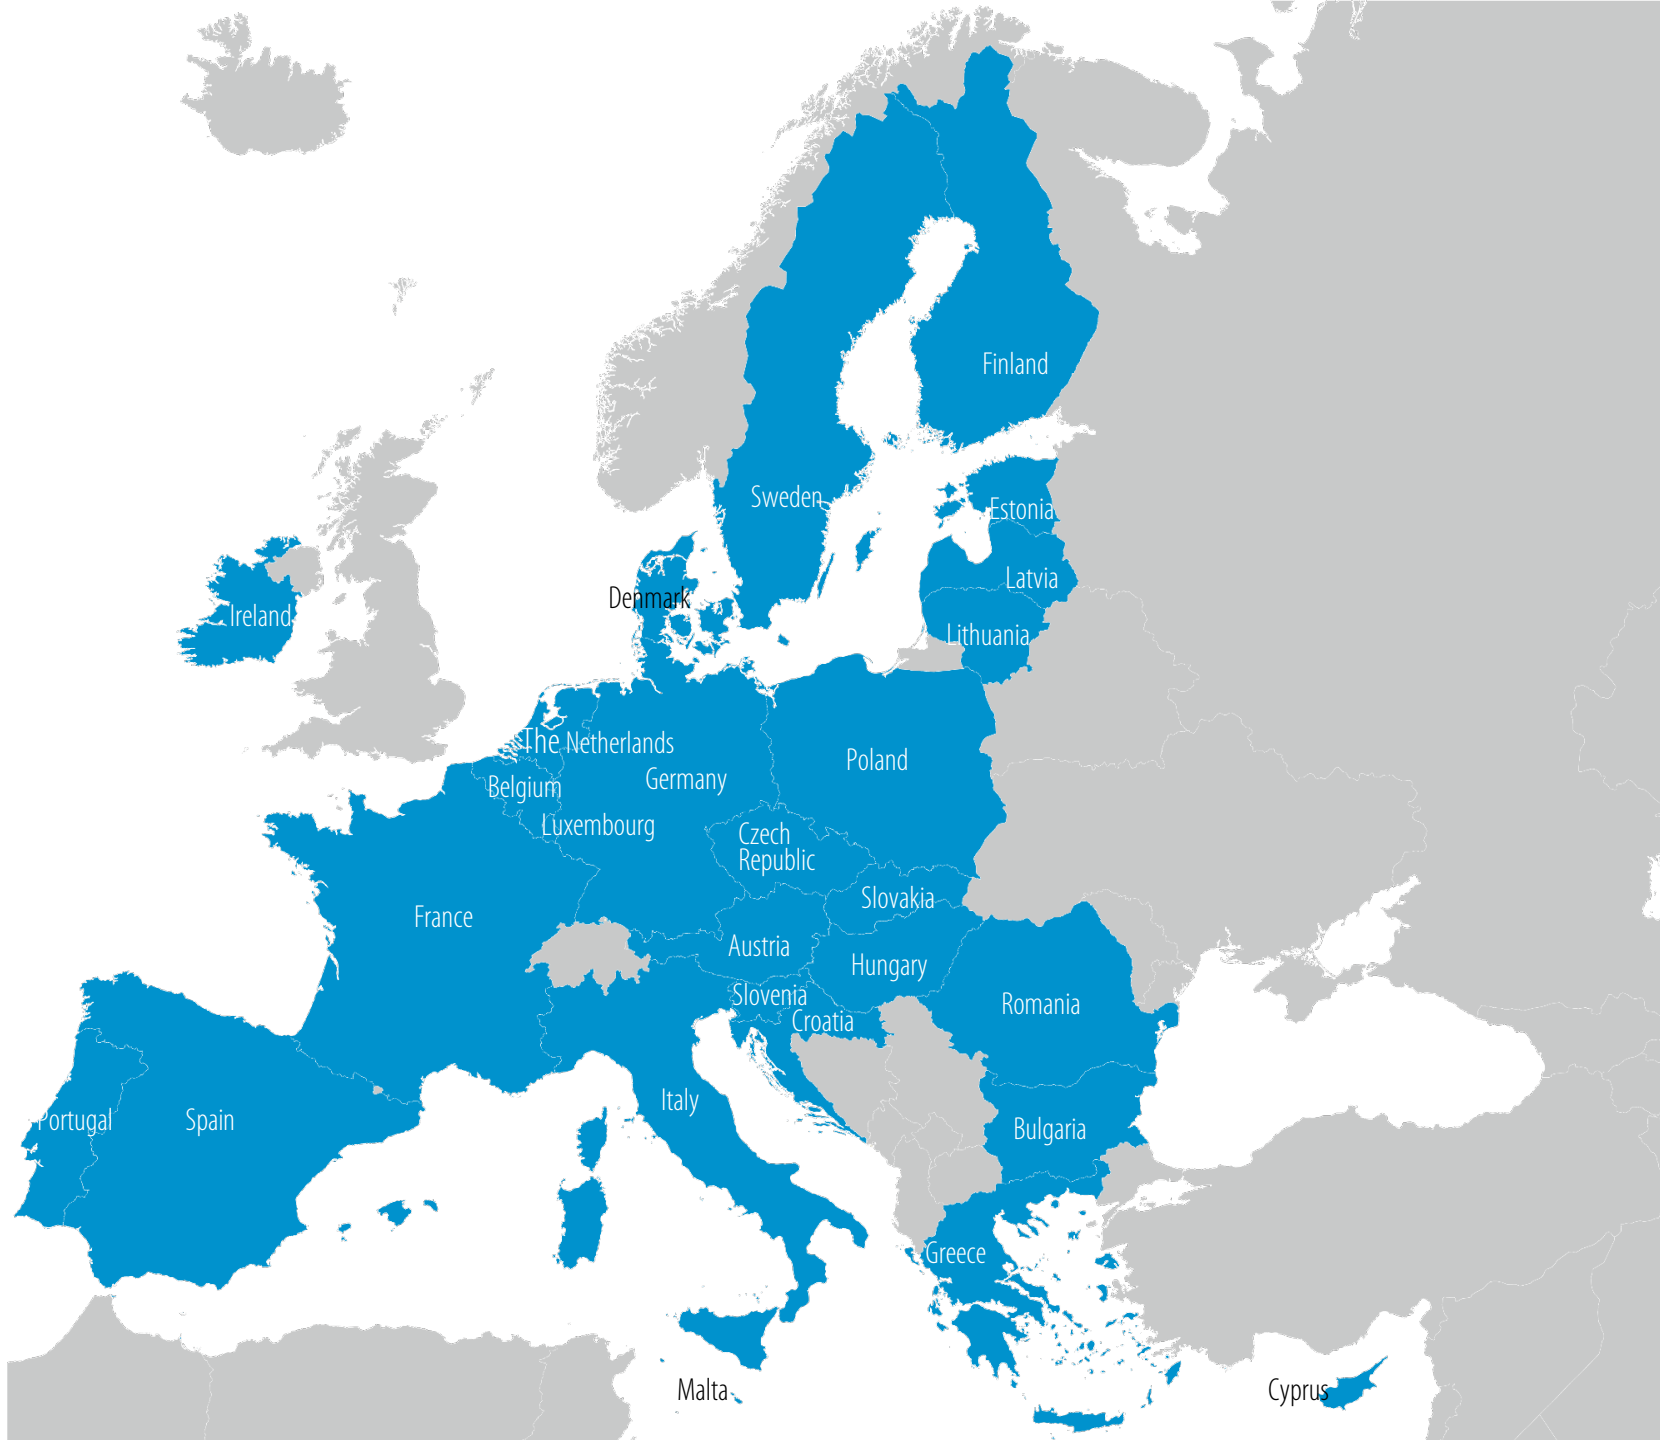 Finland
Sweden
Estonia
Latvia
Denmark
Ireland
Lithuania
The Netherlands
Poland
Germany
Belgium
Luxembourg
Czech
Republic
Slovakia
France
Austria
Hungary
Slovenia
Romania
Croatia
Italy
Portugal
Spain
Bulgaria
Greece
Malta
Cyprus